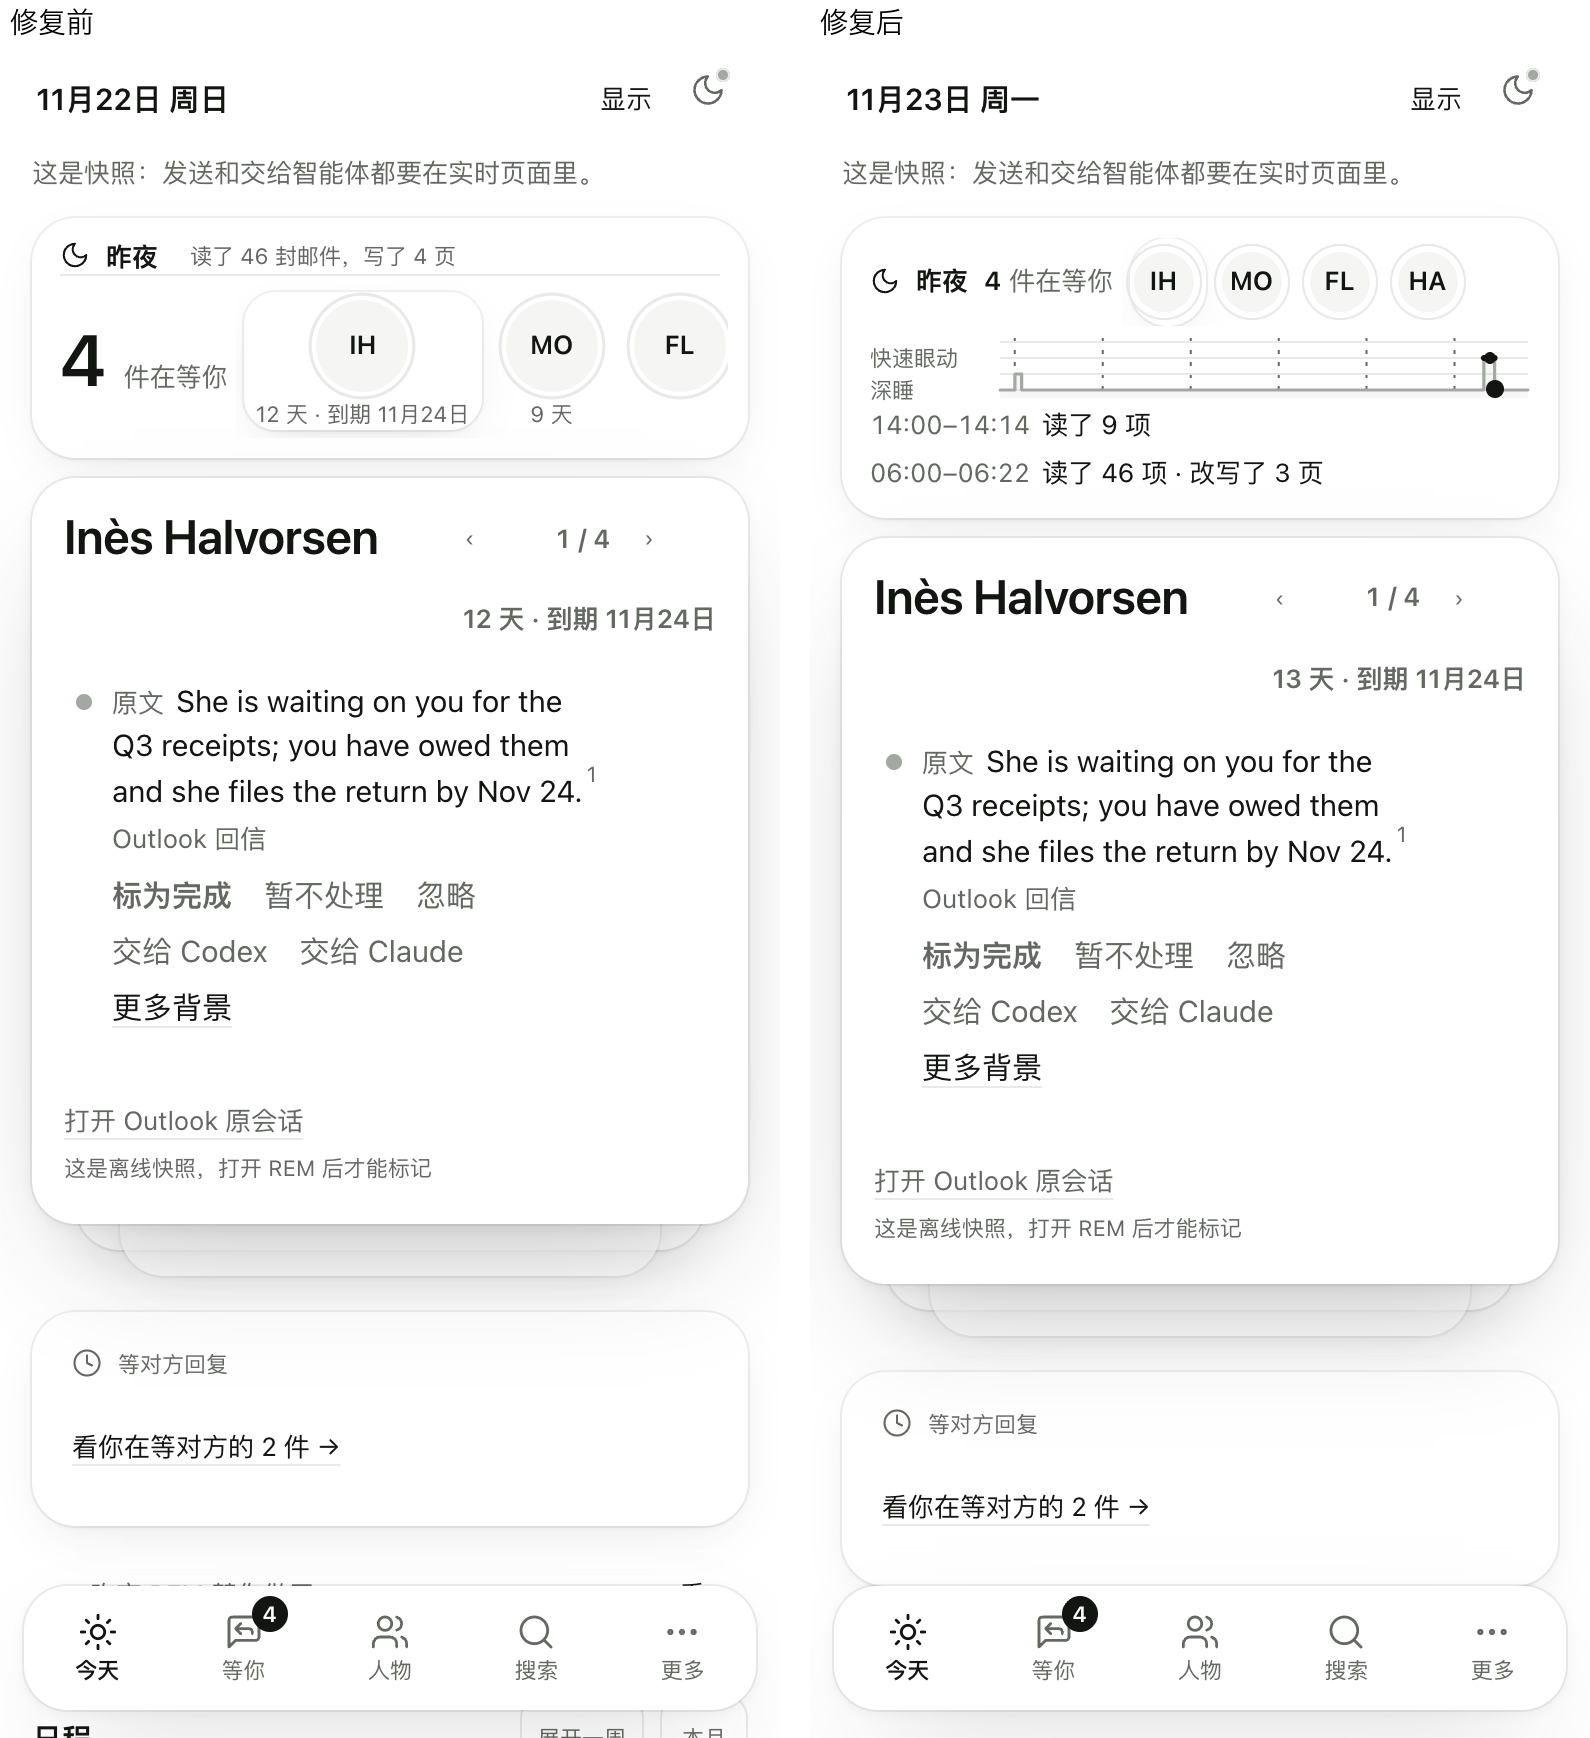 修复前
11月22日 周日
显示
这是快照：发送和交给智能体都要在实时页面里。
昨夜 读了 46 封邮件，写了 4 页
4 件在等你
IH
MO
FL
12 天 · 到期 11月24日
9 天
Inès Halvorsen
‹ 1 / 4 ›
12 天 · 到期 11月24日
原文 She is waiting on you for the
Q3 receipts; you have owed them
and she files the return by Nov 24. 1
Outlook 回信
标为完成 暂不处理 忽略
交给 Codex 交给 Claude
更多背景
打开 Outlook 原会话
这是离线快照，打开 REM 后才能标记
等对方回复
看你在等对方的 2 件 →
4
今天 等你 人物 搜索 更多
日程
展开一周
本月
修复后
11月23日 周一
显示
这是快照：发送和交给智能体都要在实时页面里。
昨夜 4 件在等你 IH MO FL HA
快速眼动
深睡
14:00–14:14 读了 9 项
06:00–06:22 读了 46 项 · 改写了 3 页
Inès Halvorsen
‹ 1 / 4 ›
13 天 · 到期 11月24日
原文 She is waiting on you for the
Q3 receipts; you have owed them
and she files the return by Nov 24. 1
Outlook 回信
标为完成 暂不处理 忽略
交给 Codex 交给 Claude
更多背景
打开 Outlook 原会话
这是离线快照，打开 REM 后才能标记
等对方回复
看你在等对方的 2 件 →
4
今天 等你 人物 搜索 更多